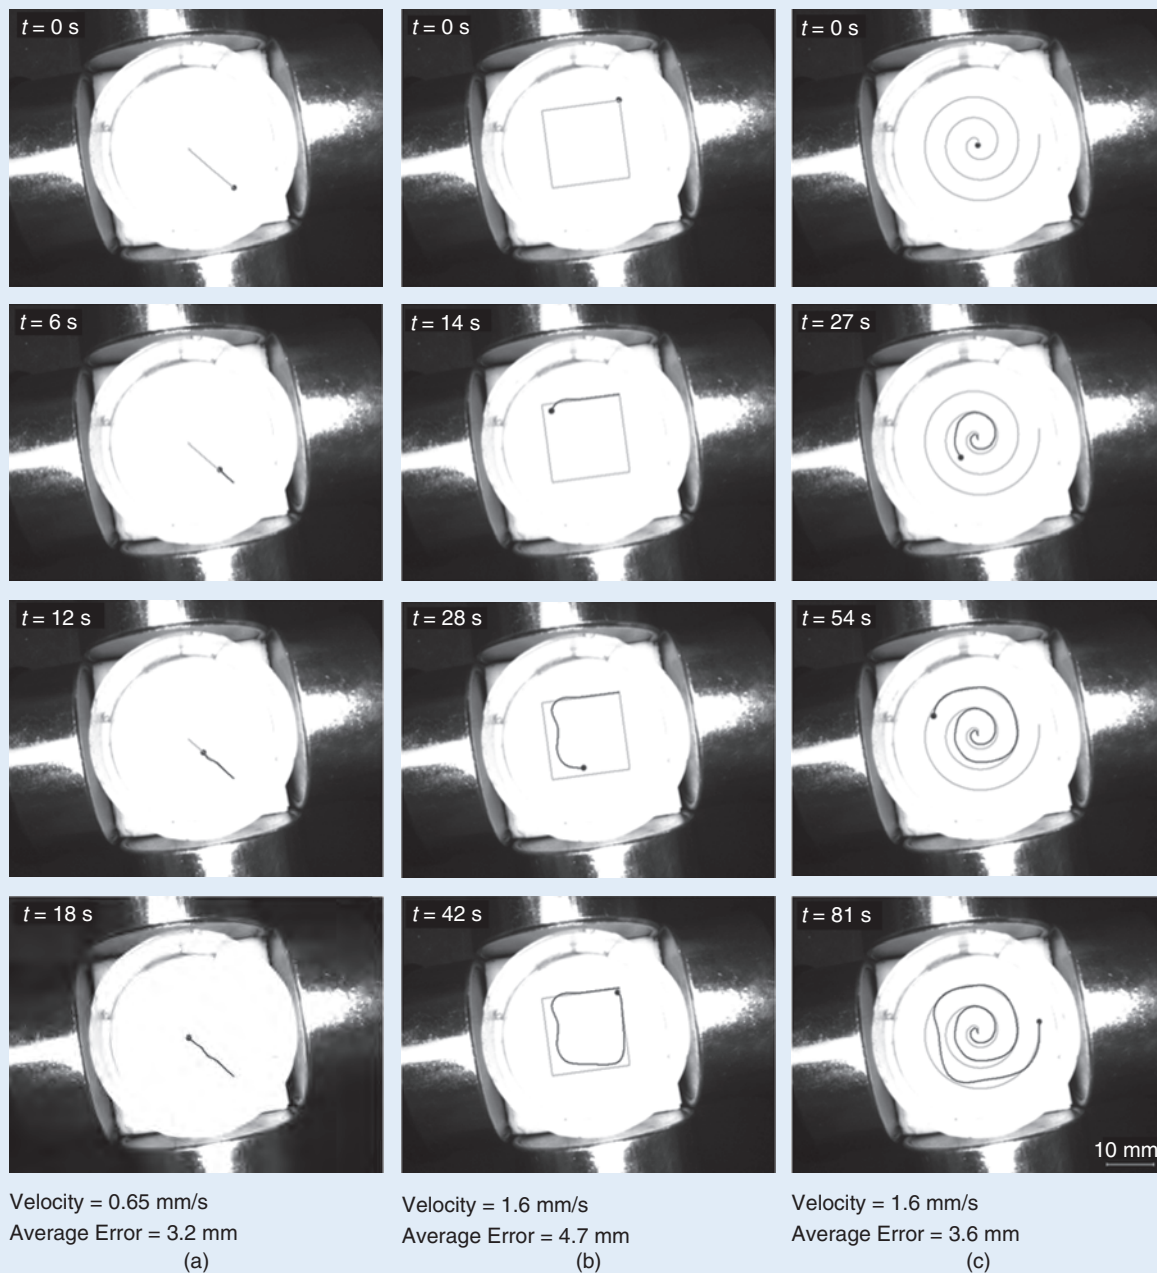 t = 0 s
t = 0 s
t = 0 s
t = 6 s
t = 14 s
t = 27 s
t = 12 s
t = 28 s
t = 54 s
t = 18 s
t = 42 s
t = 81 s
10 mm
Velocity = 0.65 mm/s
Average Error = 3.2 mm
(a)
Velocity = 1.6 mm/s
Average Error = 4.7 mm
(b)
Velocity = 1.6 mm/s
Average Error = 3.6 mm
(c)